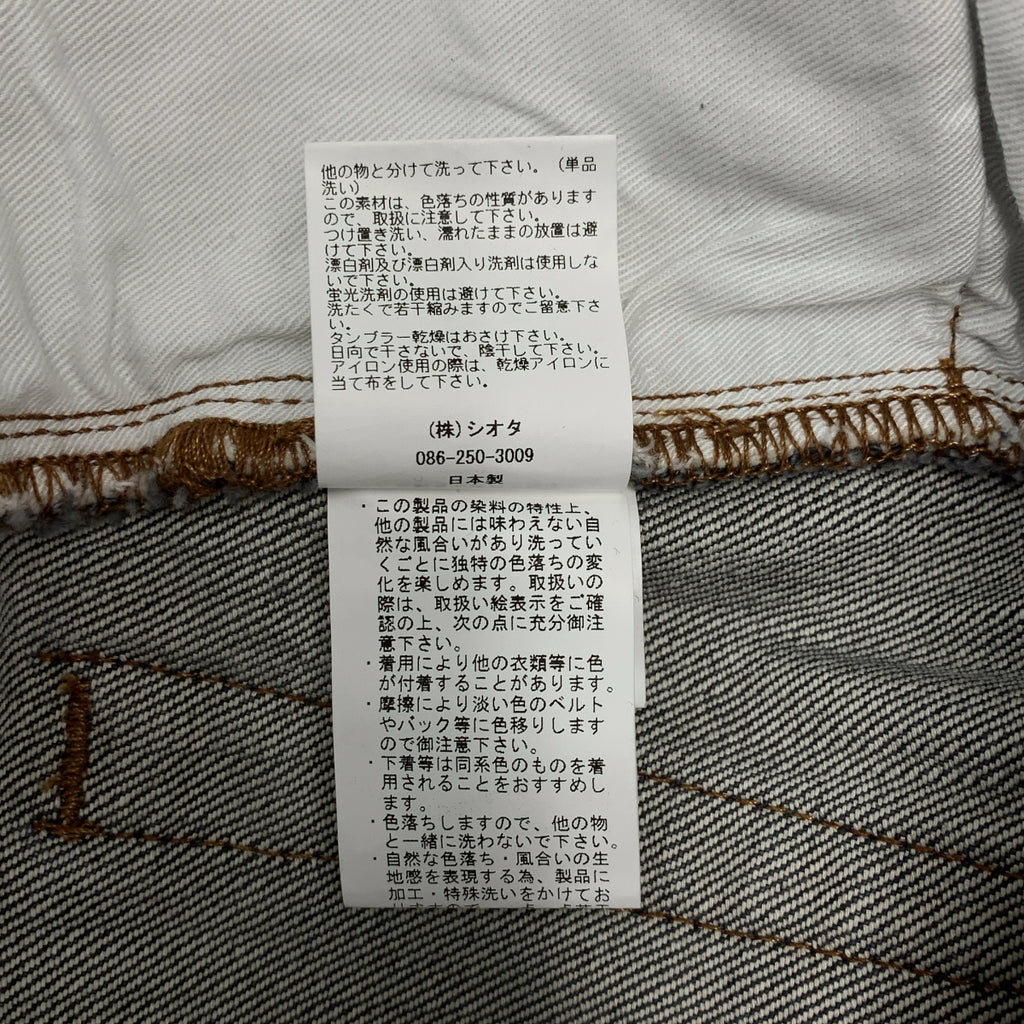 他の物と分けて洗って下さい。（単品
洗い）
この素材は、色落ちの性質があります
ので、取扱に注意して下さい。
つけ置き洗い、濡れたままの放置は避
けて下さい。
漂白剤及び漂白剤入り洗剤は使用しな
いで下さい。
蛍光洗剤の使用は避けて下さい。
洗たくで若干縮みますのでご留意下さ
い。
タンブラー乾燥はおさけ下さい。
日向で干さないで、陰干して下さい。
アイロン使用の際は、乾燥アイロンに
当て布をして下さい。
(株)シオタ
086-250-3009
日本製
・この製品の染料の特性上、
他の製品には味わえない自
然な風合いがあり洗ってい
くごとに独特の色落ちの変
化を楽しめます。取扱いの
際は、取扱い絵表示をご確
認の上、次の点に充分御注
意下さい。
・着用により他の衣類等に色
が付着することがあります。
・摩擦により淡い色のベルト
やバック等に色移りします
ので御注意下さい。
・下着等は同系色のものを着
用されることをおすすめし
ます。
・色落ちしますので、他の物
と一緒に洗わないで下さい。
・自然な色落ち・風合いの生
地感を表現する為、製品に
加工・特殊洗いをかけてお